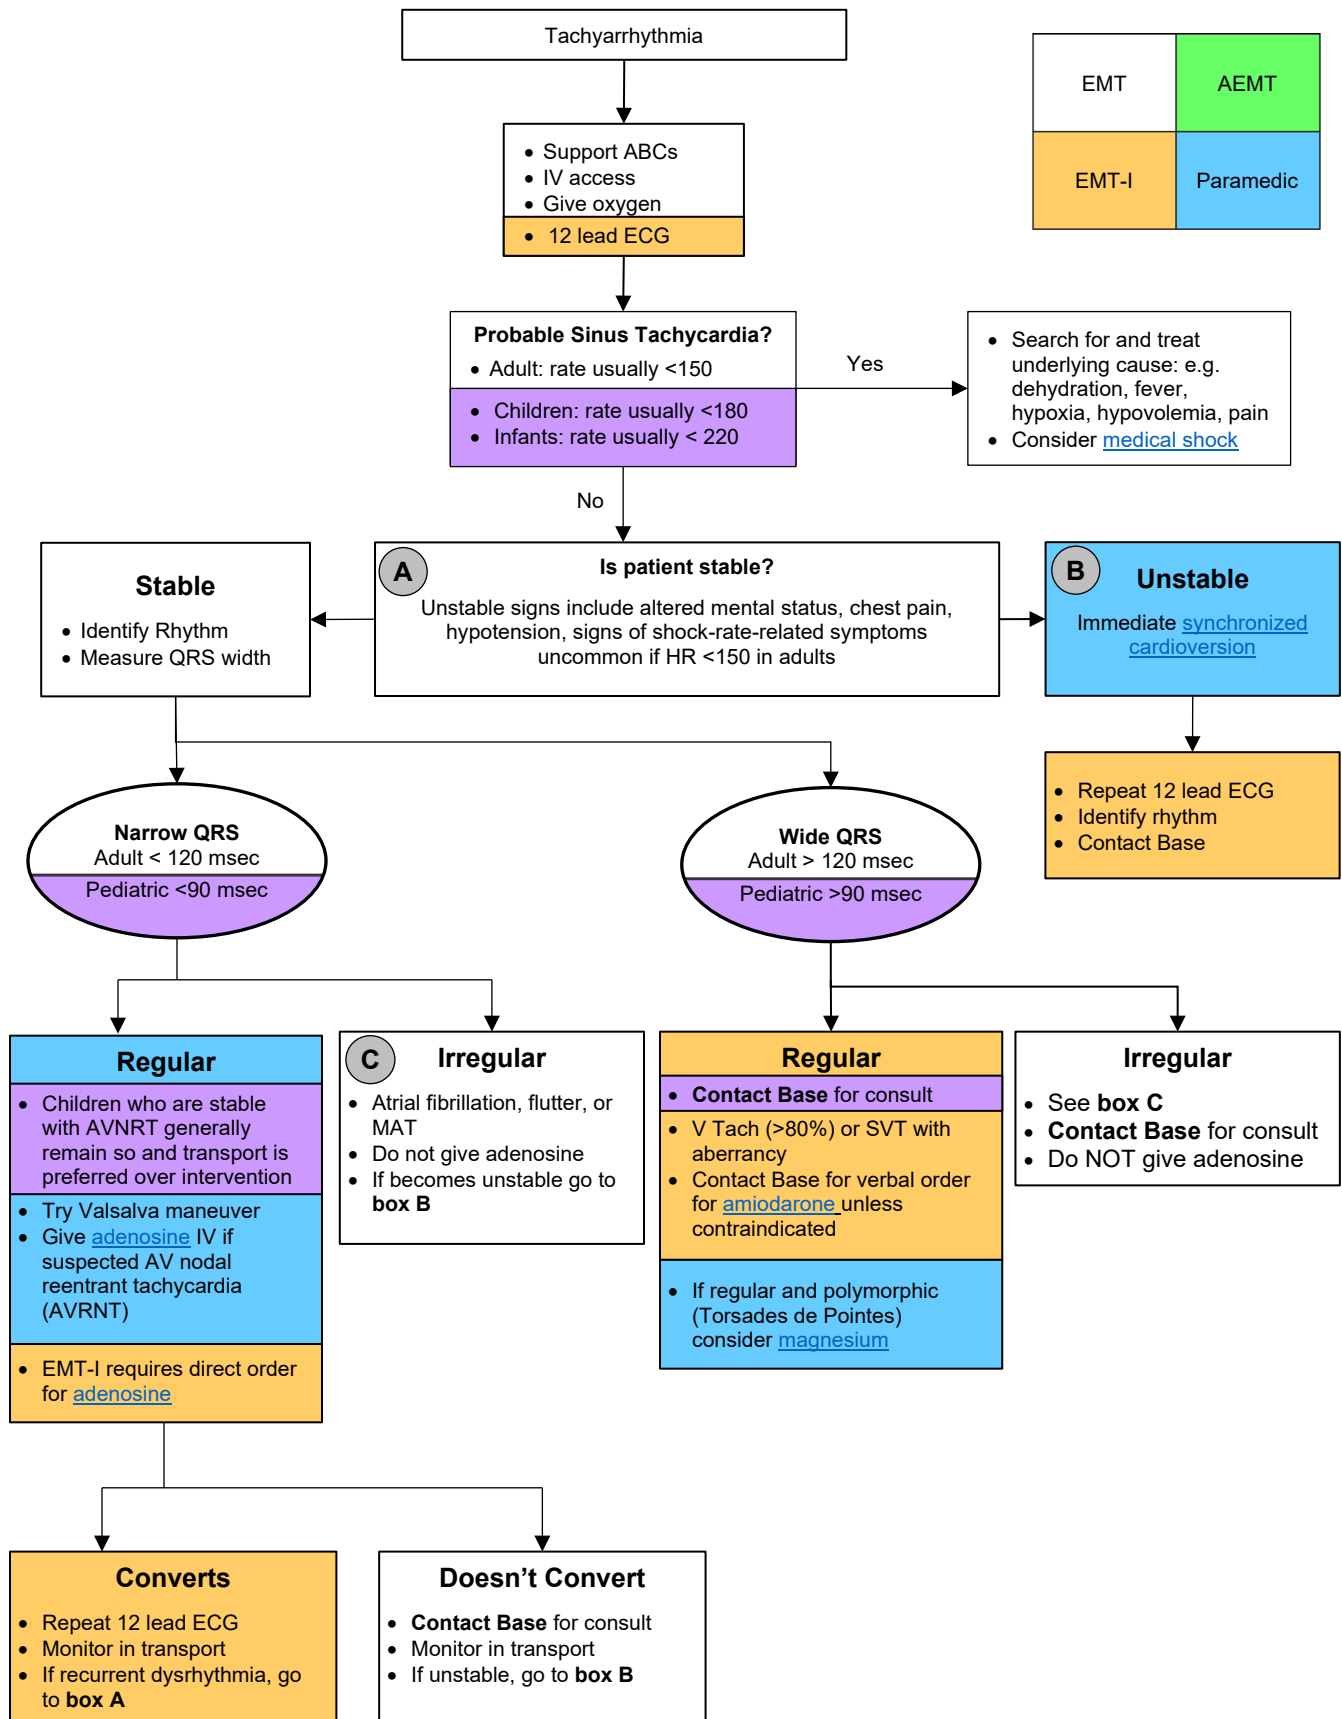 Tachyarrhythmia
EMT
AEMT
EMT-I
Paramedic
• Support ABCs
• IV access
• Give oxygen
• 12 lead ECG
Probable Sinus Tachycardia?
• Adult: rate usually <150
• Children: rate usually <180
• Infants: rate usually < 220
Yes
• Search for and treat
underlying cause: e.g.
dehydration, fever,
hypoxia, hypovolemia, pain
• Consider medical shock
No
Stable
• Identify Rhythm
• Measure QRS width
A
Is patient stable?
Unstable signs include altered mental status, chest pain,
hypotension, signs of shock-rate-related symptoms
uncommon if HR <150 in adults
B
Unstable
Immediate synchronized
cardioversion
• Repeat 12 lead ECG
• Identify rhythm
• Contact Base
Narrow QRS
Adult < 120 msec
Pediatric <90 msec
Wide QRS
Adult > 120 msec
Pediatric >90 msec
Regular
• Children who are stable
with AVNRT generally
remain so and transport is
preferred over intervention
• Try Valsalva maneuver
• Give adenosine IV if
suspected AV nodal
reentrant tachycardia
(AVRNT)
• EMT-I requires direct order
for adenosine
C
Irregular
• Atrial fibrillation, flutter, or
MAT
• Do not give adenosine
• If becomes unstable go to
box B
Regular
• Contact Base for consult
• V Tach (>80%) or SVT with
aberrancy
• Contact Base for verbal order
for amiodarone unless
contraindicated
• If regular and polymorphic
(Torsades de Pointes)
consider magnesium
Irregular
• See box C
• Contact Base for consult
• Do NOT give adenosine
Converts
• Repeat 12 lead ECG
• Monitor in transport
• If recurrent dysrhythmia, go
to box A
Doesn’t Convert
• Contact Base for consult
• Monitor in transport
• If unstable, go to box B